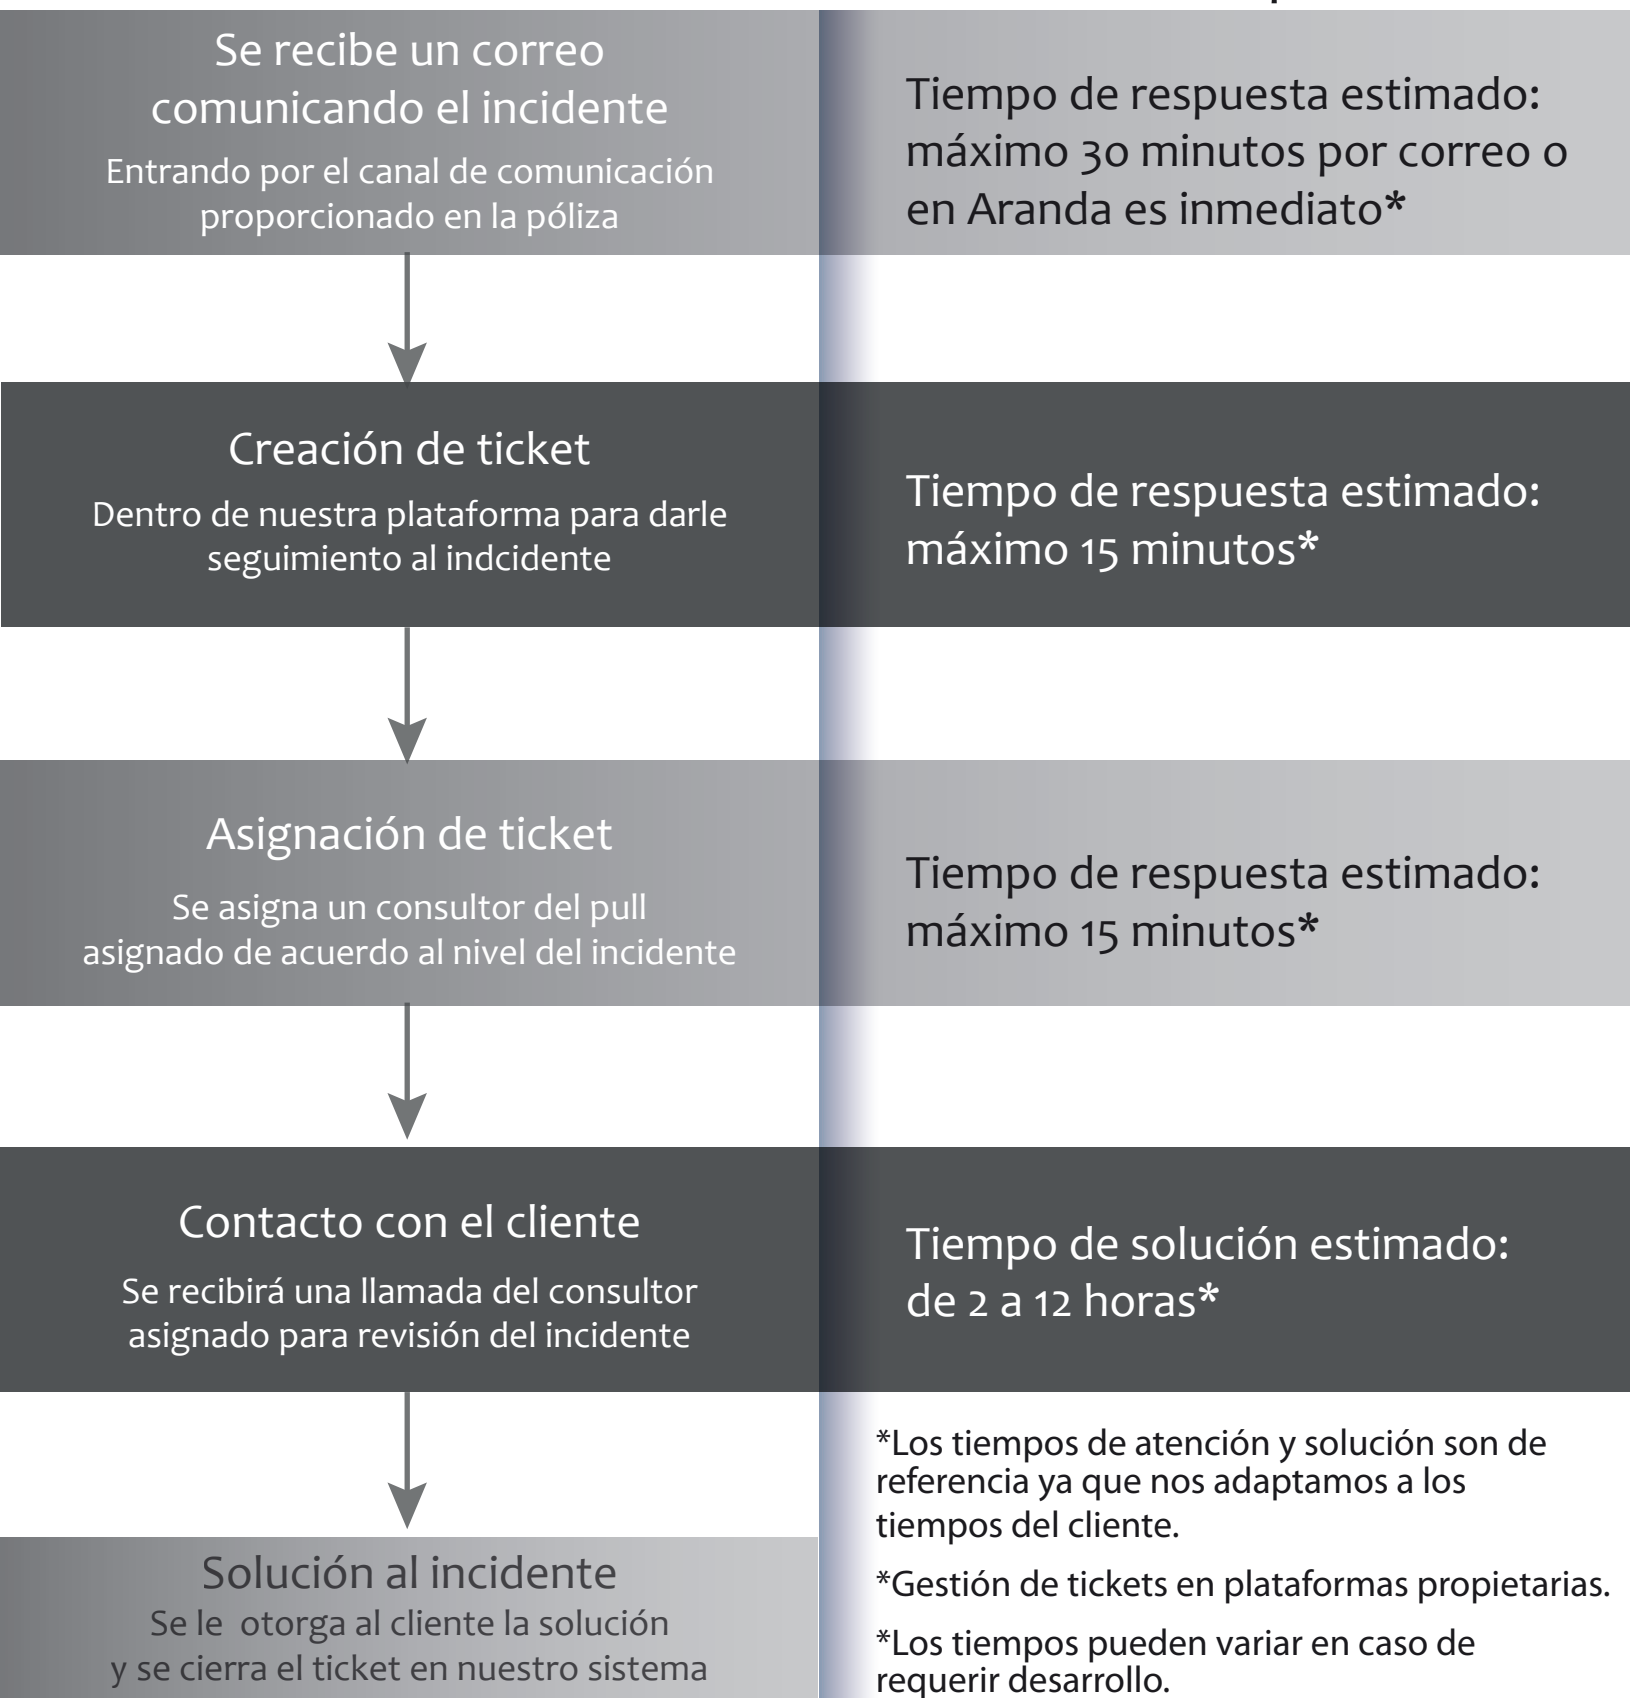 Se recibe un correo
comunicando el incidente
Entrando por el canal de comunicación
proporcionado en la póliza
Tiempo de respuesta estimado:
máximo 30 minutos por correo o
en Aranda es inmediato*
Creación de ticket
Dentro de nuestra plataforma para darle
seguimiento al indcidente
Tiempo de respuesta estimado:
máximo 15 minutos*
Asignación de ticket
Se asigna un consultor del pull
asignado de acuerdo al nivel del incidente
Tiempo de respuesta estimado:
máximo 15 minutos*
Contacto con el cliente
Se recibirá una llamada del consultor
asignado para revisión del incidente
Tiempo de solución estimado:
de 2 a 12 horas*
Solución al incidente
Se le otorga al cliente la solución
y se cierra el ticket en nuestro sistema
*Los tiempos de atención y solución son de
referencia ya que nos adaptamos a los
tiempos del cliente.
*Gestión de tickets en plataformas propietarias.
*Los tiempos pueden variar en caso de
requerir desarrollo.